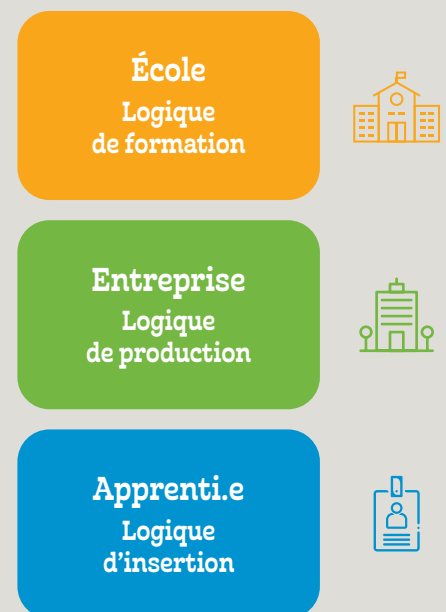 École
Logique
de formation
Entreprise
Logique
de production
Apprenti.e
Logique
d'insertion